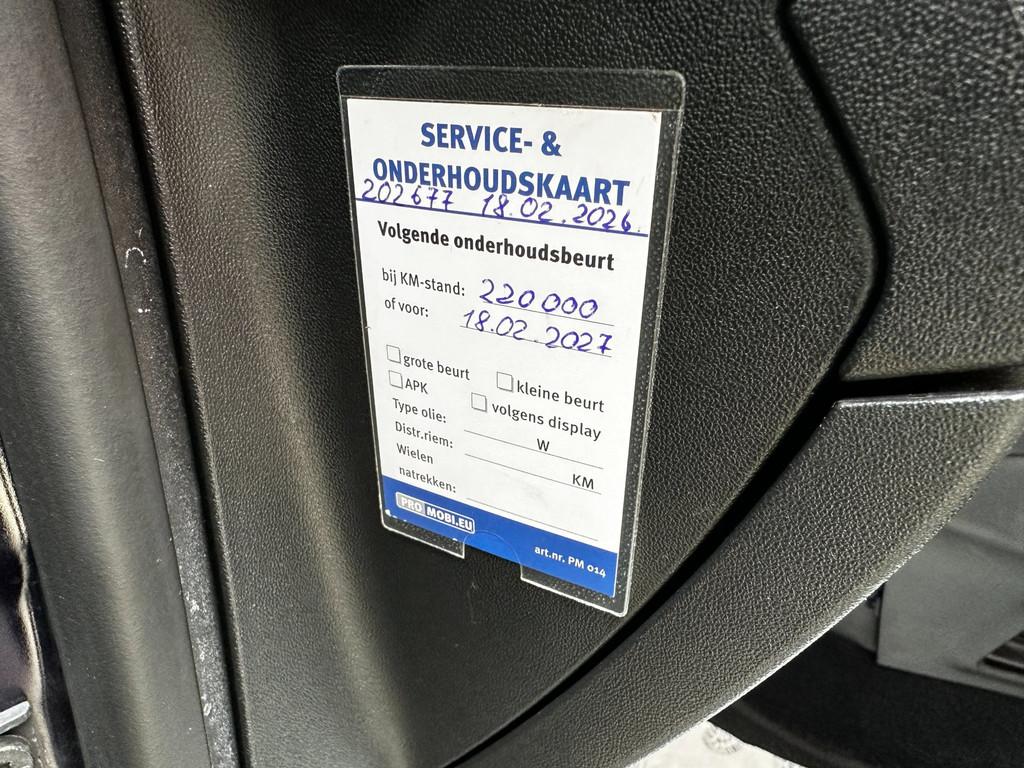 SERVICE- &
ONDERHOUDSKAART
202677 18.02.2026.
Volgende onderhoudsbeurt
bij KM-stand: 220000
of voor: 18.02.2027
grote beurt kleine beurt
APK volgens display
Type olie: W
Distr.riem: KM
Wielen
natrekken:
PRO MOBI.EU
art.nr. PM 014